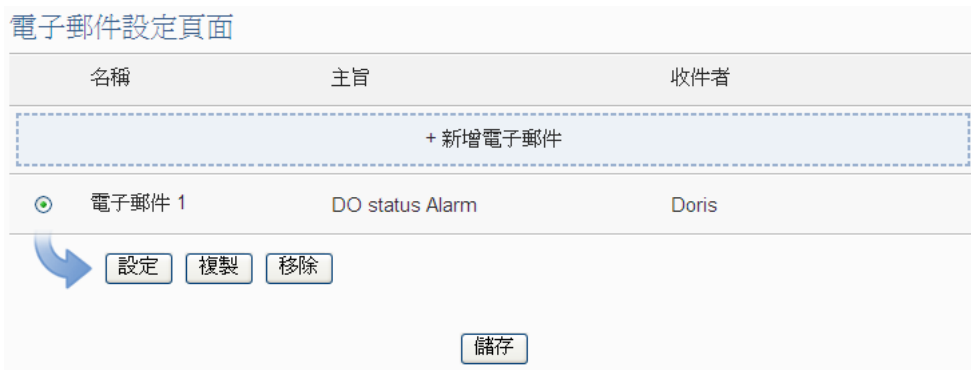 電子郵件設定頁面
名稱 主旨 收件者
+ 新增電子郵件
電子郵件 1 DO status Alarm Doris
設定 複製 移除
儲存